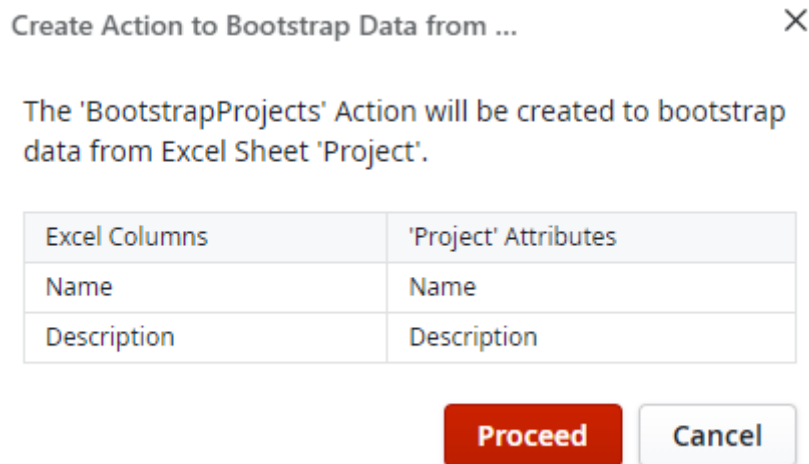 Create Action to Bootstrap Data from ...
The 'BootstrapProjects' Action will be created to bootstrap
data from Excel Sheet 'Project'.
Excel Columns 'Project' Attributes
Name Name
Description Description
Proceed Cancel